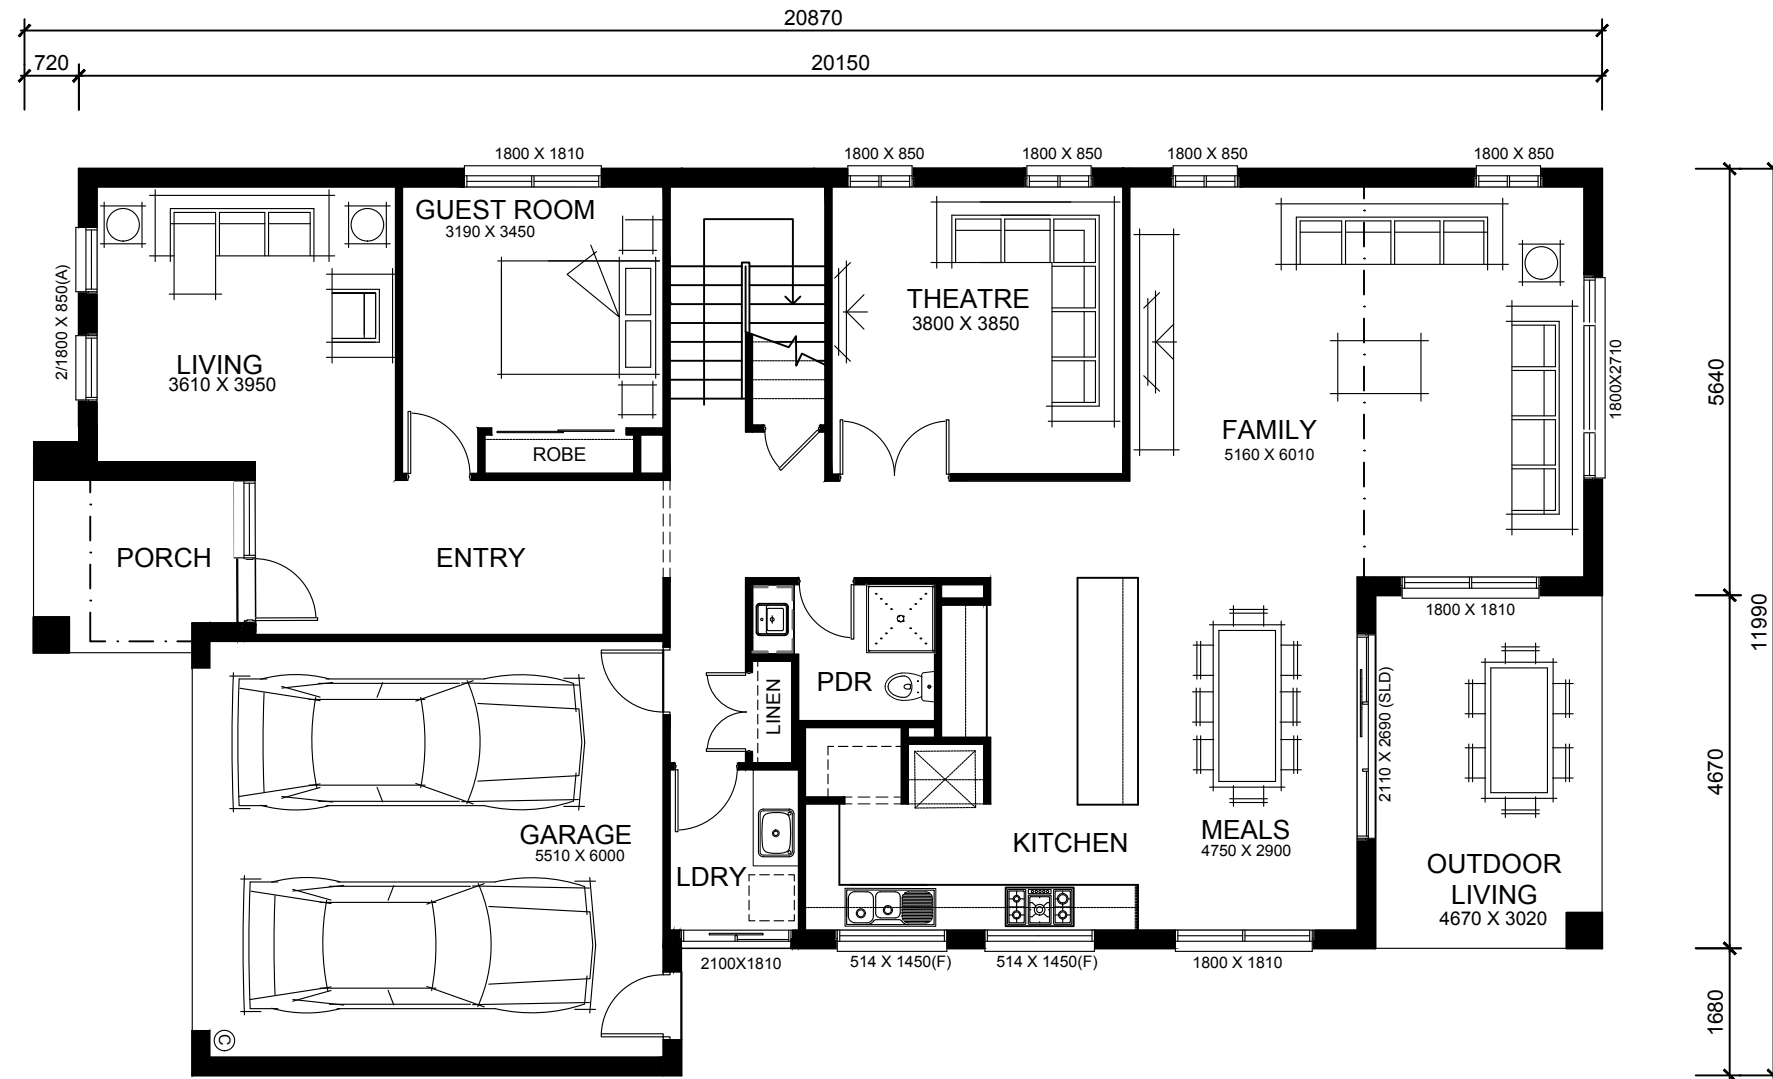 20870
720
20150
1800 X 1810
1800 X 850
1800 X 850
1800 X 850
1800 X 850
GUEST ROOM
3190 X 3450
2/1800 X 850(A)
LIVING
3610 X 3950
ROBE
THEATRE
3800 X 3850
FAMILY
5160 X 6010
1800X2710
5640
PORCH
ENTRY
1800 X 1810
11990
LINEN
PDR
2110 X 2690 (SLD)
4670
GARAGE
5510 X 6000
LDRY
KITCHEN
MEALS
4750 X 2900
OUTDOOR
LIVING
4670 X 3020
2100X1810
514 X 1450(F)
514 X 1450(F)
1800 X 1810
1680
C